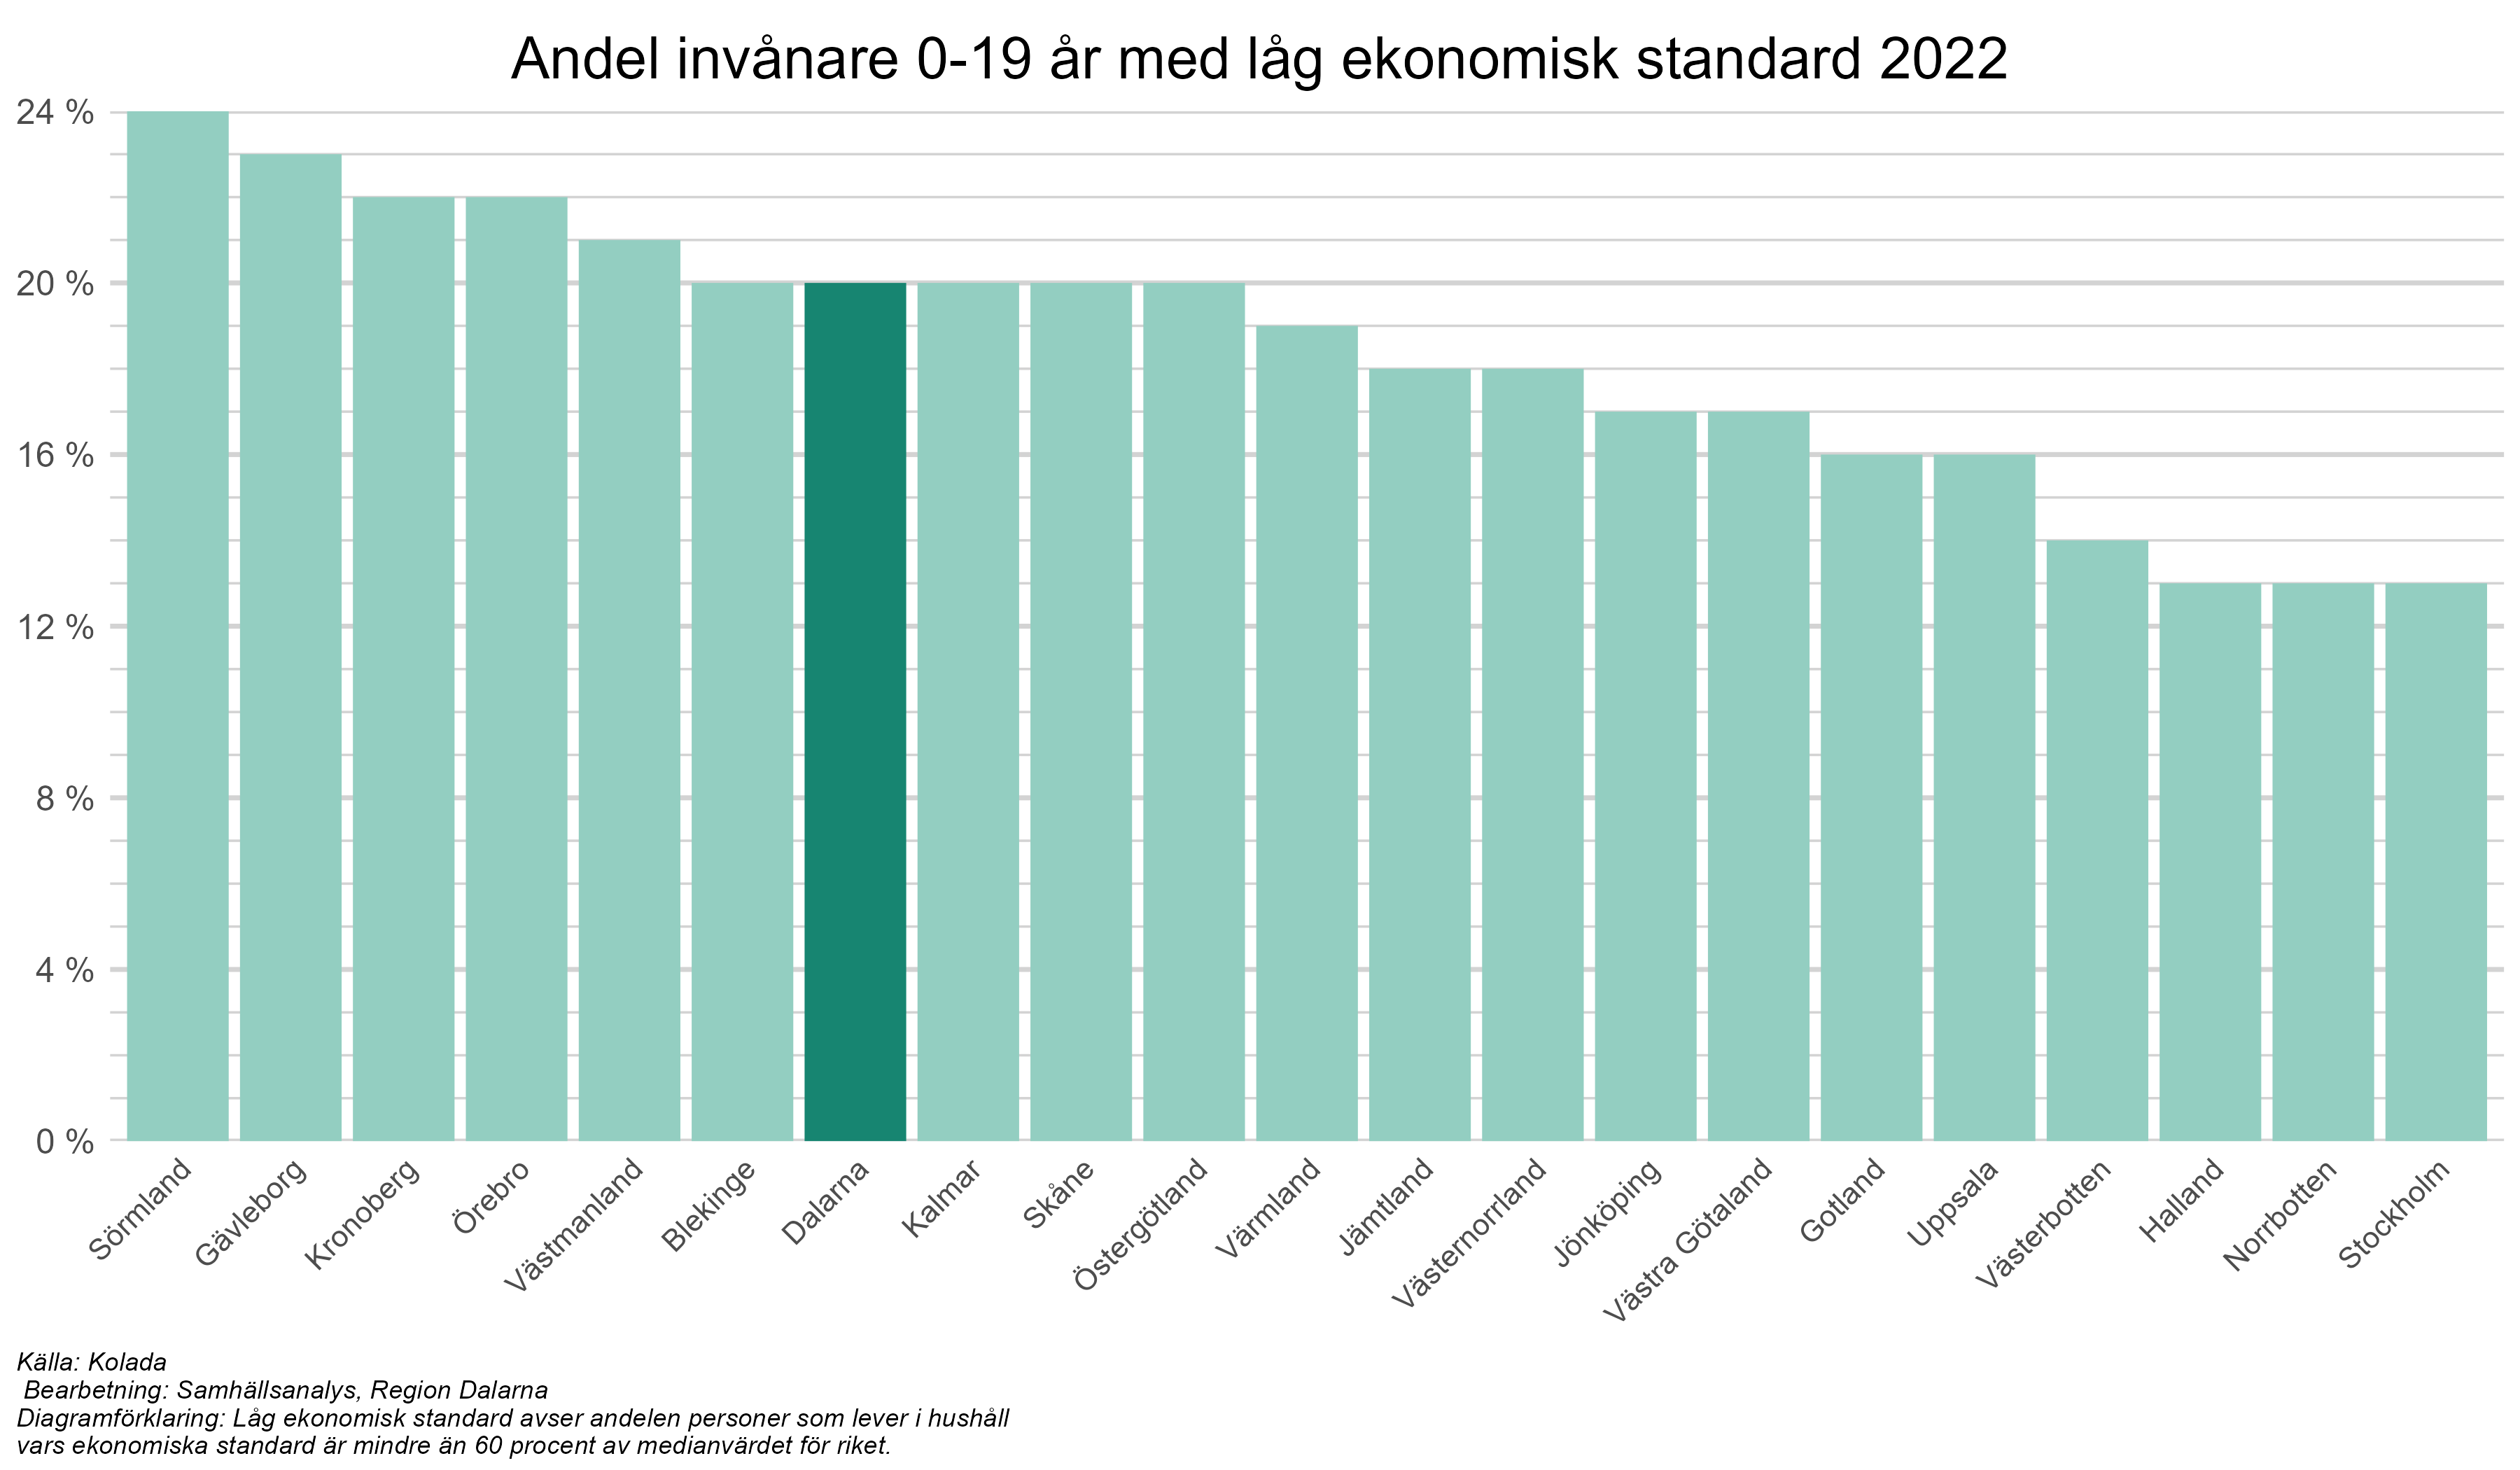 Andel invånare 0-19 år med låg ekonomisk standard 2022
24 %
20 %
16 %
12 %
8 %
4 %
0 %
Sörmland
Gävleborg
Kronoberg
Örebro
Västmanland
Blekinge
Dalarna
Kalmar
Skåne
Östergötland
Värmland
Jämtland
Västernorrland
Jönköping
Västra Götaland
Gotland
Uppsala
Västerbotten
Halland
Norrbotten
Stockholm
Källa: Kolada
Bearbetning: Samhällsanalys, Region Dalarna
Diagramförklaring: Låg ekonomisk standard avser andelen personer som lever i hushåll
vars ekonomiska standard är mindre än 60 procent av medianvärdet för riket.